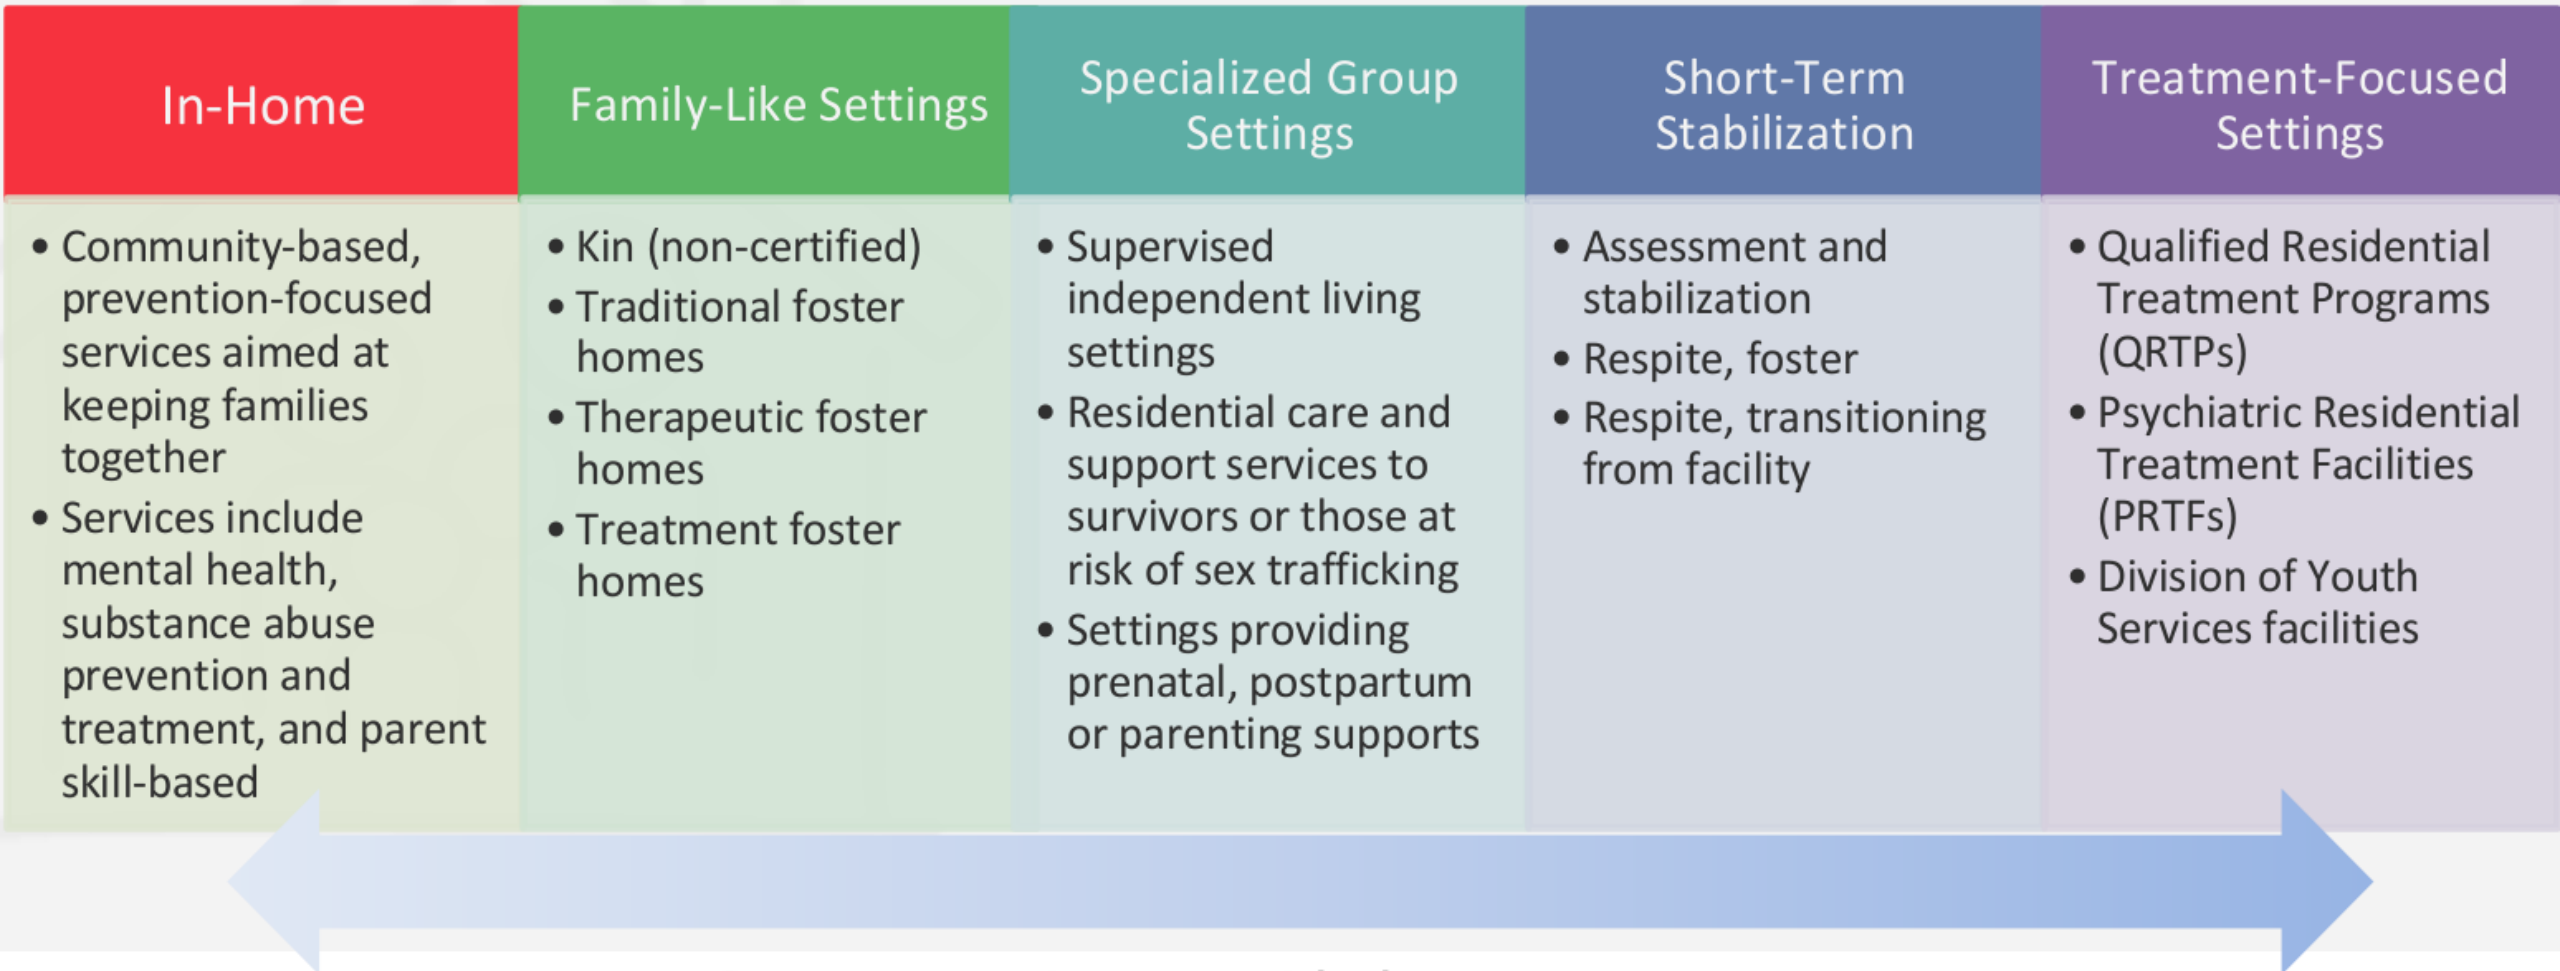 In-Home
• Community-based,
prevention-focused
services aimed at
keeping families
together
• Services include
mental health,
substance abuse
prevention and
treatment, and parent
skill-based
Family-Like Settings
• Kin (non-certified)
• Traditional foster
homes
• Therapeutic foster
homes
• Treatment foster
homes
Specialized Group
Settings
• Supervised
independent living
settings
• Residential care and
support services to
survivors or those at
risk of sex trafficking
• Settings providing
prenatal, postpartum
or parenting supports
Short-Term
Stabilization
• Assessment and
stabilization
• Respite, foster
• Respite, transitioning
from facility
Treatment-Focused
Settings
• Qualified Residential
Treatment Programs
(QRTPs)
• Psychiatric Residential
Treatment Facilities
(PRTFs)
• Division of Youth
Services facilities